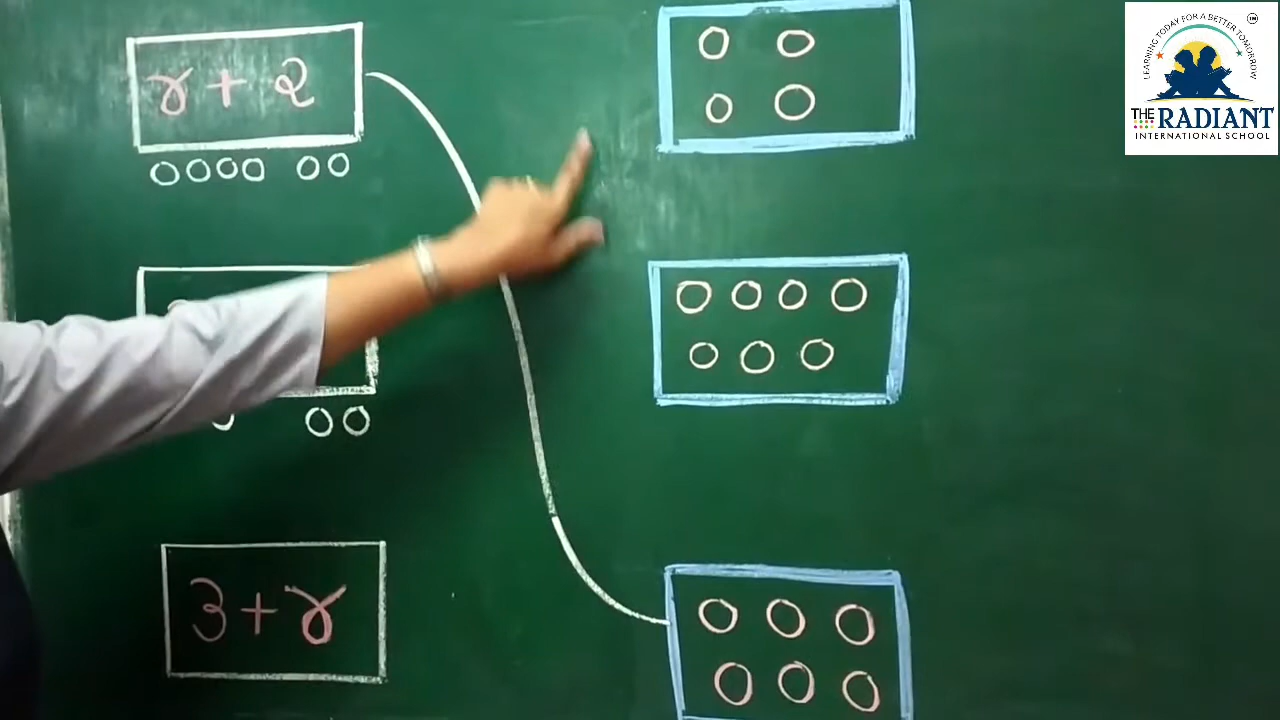 ४ + २
३ + ४
LEARNING TODAY FOR A BETTER TOMORROW
THE RADIANT
INTERNATIONAL SCHOOL